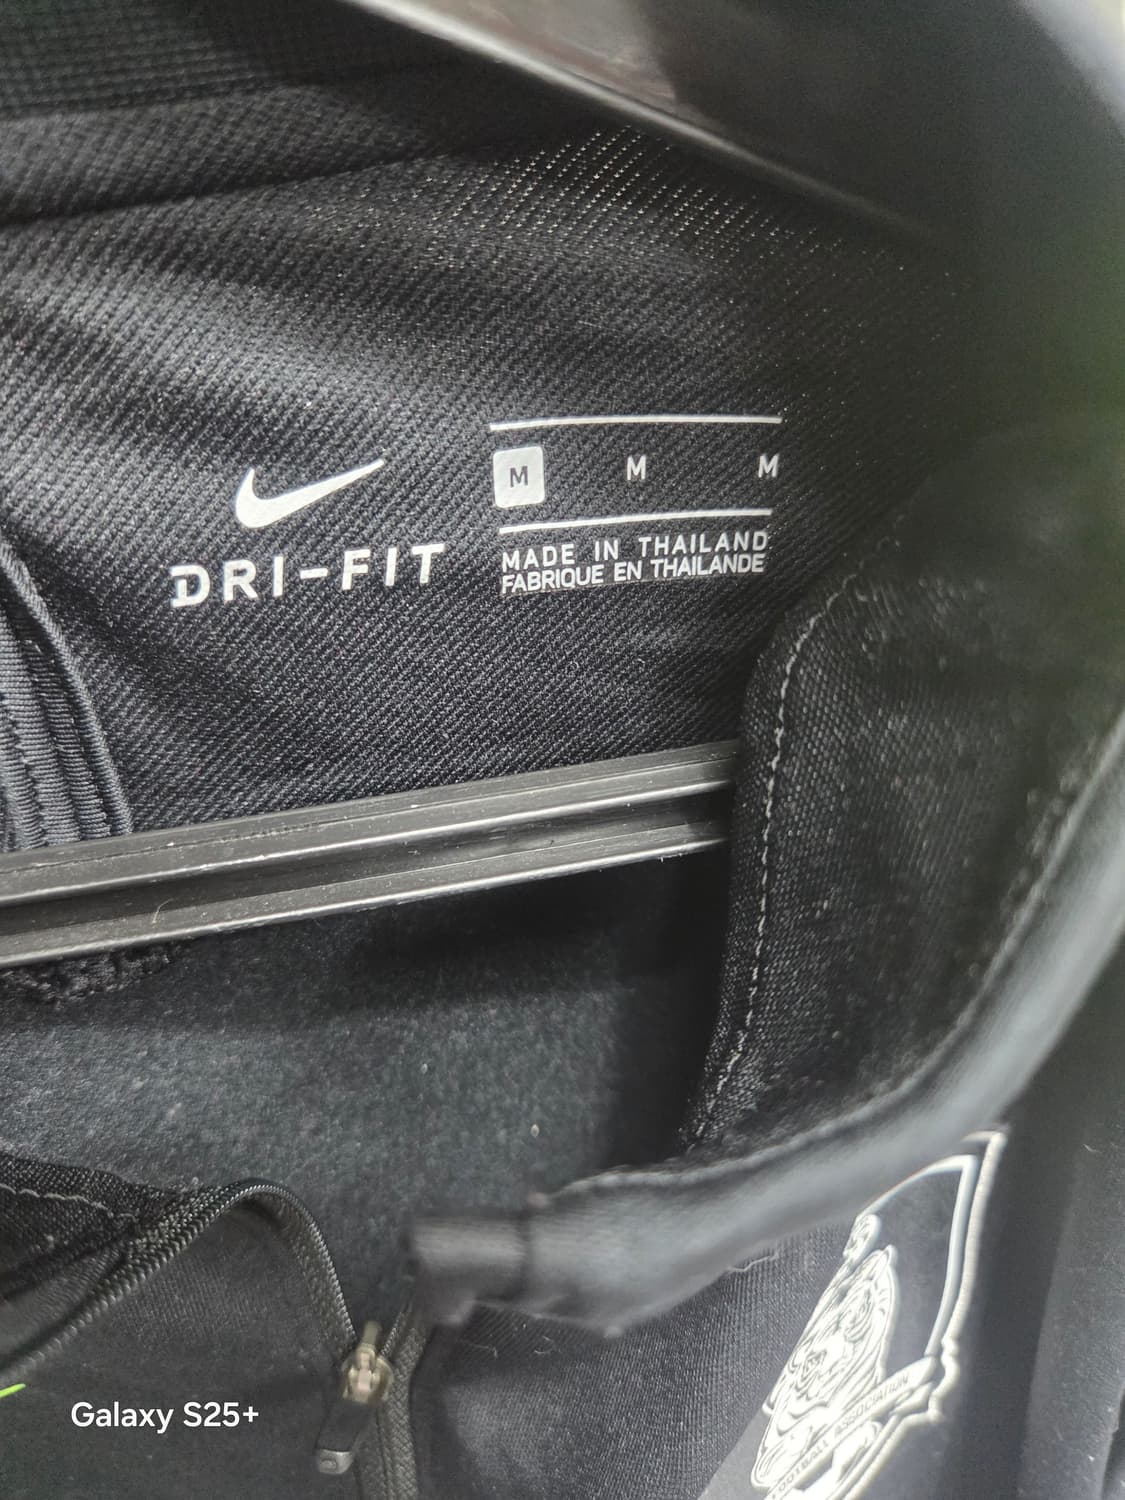 M M M
DRI-FIT
MADE IN THAILAND
FABRIQUE EN THAILANDE
FOOTBALL ASSOCIATION
Galaxy S25+